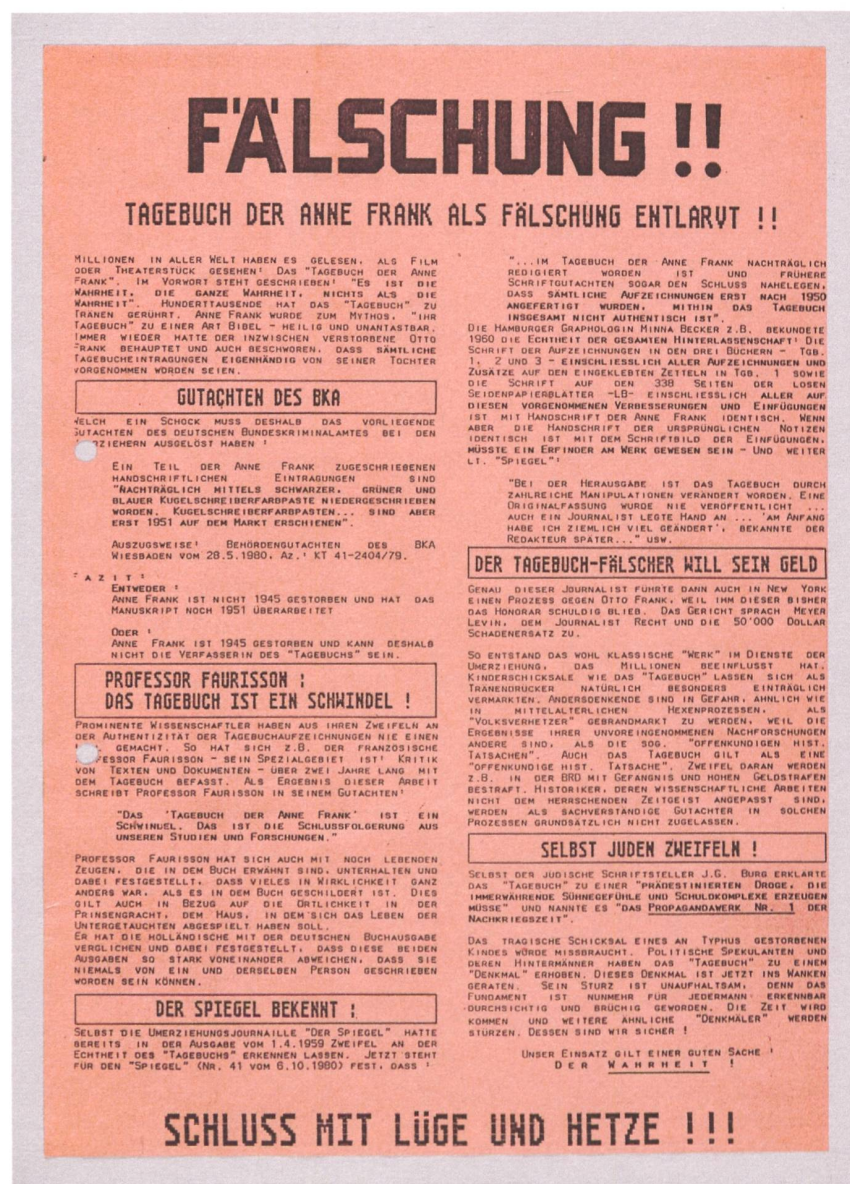 FÄLSCHUNG !!
TAGEBUCH DER ANNE FRANK ALS FÄLSCHUNG ENTLARVT !!
MILLIONEN IN ALLER WELT HABEN ES GELESEN, ALS FILM
ODER THEATERSTÜCK GESEHEN: DAS "TAGEBUCH DER ANNE
FRANK". IM VORWORT STEHT GESCHRIEBEN: "ES IST DIE
WAHRHEIT, DIE GANZE WAHRHEIT, NICHTS ALS DIE
WAHRHEIT". HUNDERTTAUSENDE HAT DAS "TAGEBUCH" ZU
TRÄNEN GERÜHRT. ANNE FRANK WURDE ZUM MYTHOS, "IHR
TAGEBUCH" ZU EINER ART BIBEL - HEILIG UND UNANTASTBAR.
IMMER WIEDER HATTE DER INZWISCHEN VERSTORBENE OTTO
FRANK BEHAUPTET UND AUCH BESCHWOREN, DASS SÄMTLICHE
TAGEBUCHEINTRAGUNGEN EIGENHÄNDIG VON SEINER TOCHTER
VORGENOMMEN WORDEN SEIEN.
GUTACHTEN DES BKA
WELCH EIN SCHOCK MUSS DESHALB DAS VORLIEGENDE
GUTACHTEN DES DEUTSCHEN BUNDESKRIMINALAMTES BEI DEN
RZIEHERN AUSGELÖST HABEN !
EIN TEIL DER ANNE FRANK ZUGESCHRIEBENEN
HANDSCHRIFTLICHEN EINTRAGUNGEN SIND
"NACHTRÄGLICH MITTELS SCHWARZER, GRÜNER UND
BLAUER KUGELSCHREIBERFARBPASTE NIEDERGESCHRIEBEN
WORDEN. KUGELSCHREIBERFARBPASTEN... SIND ABER
ERST 1951 AUF DEM MARKT ERSCHIENEN".
AUSZUGSWEISE: BEHÖRDENGUTACHTEN DES BKA
WIESBADEN VOM 28.5.1980, AZ.: KT 41-2404/79.
FAZIT:
ENTWEDER :
ANNE FRANK IST NICHT 1945 GESTORBEN UND HAT DAS
MANUSKRIPT NOCH 1951 ÜBERARBEITET
ODER :
ANNE FRANK IST 1945 GESTORBEN UND KANN DESHALB
NICHT DIE VERFASSERIN DES "TAGEBUCHS" SEIN.
PROFESSOR FAURISSON :
DAS TAGEBUCH IST EIN SCHWINDEL !
PROMINENTE WISSENSCHAFTLER HABEN AUS IHREN ZWEIFELN AN
DER AUTHENTIZITÄT DER TAGEBUCHAUFZEICHNUNGEN NIE EINEN
GEMACHT. SO HAT SICH Z.B. DER FRANZÖSISCHE
FESSOR FAURISSON - SEIN SPEZIALGEBIET IST: KRITIK
VON TEXTEN UND DOKUMENTEN - ÜBER ZWEI JAHRE LANG MIT
DEM TAGEBUCH BEFASST. ALS ERGEBNIS DIESER ARBEIT
SCHREIBT PROFESSOR FAURISSON IN SEINEM GUTACHTEN:
"DAS 'TAGEBUCH DER ANNE FRANK' IST EIN
SCHWINDEL. DAS IST DIE SCHLUSSFOLGERUNG AUS
UNSEREN STUDIEN UND FORSCHUNGEN."
PROFESSOR FAURISSON HAT SICH AUCH MIT NOCH LEBENDEN
ZEUGEN, DIE IN DEM BUCH ERWÄHNT SIND, UNTERHALTEN UND
DABEI FESTGESTELLT, DASS VIELES IN WIRKLICHKEIT GANZ
ANDERS WAR, ALS ES IN DEM BUCH GESCHILDERT IST. DIES
GILT AUCH IN BEZUG AUF DIE ÖRTLICHKEIT IN DER
PRINSENGRACHT, DEM HAUS, IN DEM SICH DAS LEBEN DER
UNTERGETAUCHTEN ABGESPIELT HABEN SOLL.
ER HAT DIE HOLLÄNDISCHE MIT DER DEUTSCHEN BUCHAUSGABE
VERGLICHEN UND DABEI FESTGESTELLT, DASS DIESE BEIDEN
AUSGABEN SO STARK VONEINANDER ABWEICHEN, DASS SIE
NIEMALS VON EIN UND DERSELBEN PERSON GESCHRIEBEN
WORDEN SEIN KÖNNEN.
DER SPIEGEL BEKENNT :
SELBST DIE UMERZIEHUNGSJOURNAILLE "DER SPIEGEL" HATTE
BEREITS IN DER AUSGABE VOM 1.4.1959 ZWEIFEL AN DER
ECHTHEIT DES "TAGEBUCHS" ERKENNEN LASSEN. JETZT STEHT
FÜR DEN "SPIEGEL" (NR. 41 VOM 6.10.1980) FEST, DASS :
"...IM TAGEBUCH DER ANNE FRANK NACHTRÄGLICH
REDIGIERT WORDEN IST UND FRÜHERE
SCHRIFTGUTACHTEN SOGAR DEN SCHLUSS NAHELEGEN,
DASS SÄMTLICHE AUFZEICHNUNGEN ERST NACH 1950
ANGEFERTIGT WURDEN, MITHIN DAS TAGEBUCH
INSGESAMT NICHT AUTHENTISCH IST".
DIE HAMBURGER GRAPHOLOGIN MINNA BECKER Z.B. BEKUNDETE
1960 DIE ECHTHEIT DER GESAMTEN HINTERLASSENSCHAFT: DIE
SCHRIFT DER AUFZEICHNUNGEN IN DEN DREI BÜCHERN - TGB.
1, 2 UND 3 - EINSCHLIESSLICH ALLER AUFZEICHNUNGEN UND
ZUSÄTZE AUF DEN EINGEKLEBTEN ZETTELN IN TGB. 1 SOWIE
DIE SCHRIFT AUF DEN 338 SEITEN DER LOSEN
SEIDENPAPIERBLÄTTER -LB- EINSCHLIESSLICH ALLER AUF
DIESEN VORGENOMMENEN VERBESSERUNGEN UND EINFÜGUNGEN
IST MIT HANDSCHRIFT DER ANNE FRANK IDENTISCH. WENN
ABER DIE HANDSCHRIFT DER URSPRÜNGLICHEN NOTIZEN
IDENTISCH IST MIT DEM SCHRIFTBILD DER EINFÜGUNGEN,
MÜSSTE EIN ERFINDER AM WERK GEWESEN SEIN - UND WEITER
LT. "SPIEGEL":
"BEI DER HERAUSGABE IST DAS TAGEBUCH DURCH
ZAHLREICHE MANIPULATIONEN VERÄNDERT WORDEN. EINE
ORIGINALFASSUNG WURDE NIE VERÖFFENTLICHT ...
AUCH EIN JOURNALIST LEGTE HAND AN ... 'AM ANFANG
HABE ICH ZIEMLICH VIEL GEÄNDERT', BEKANNTE DER
REDAKTEUR SPÄTER..." USW.
DER TAGEBUCH-FÄLSCHER WILL SEIN GELD
GENAU DIESER JOURNALIST FÜHRTE DANN AUCH IN NEW YORK
EINEN PROZESS GEGEN OTTO FRANK, WEIL IHM DIESER BISHER
DAS HONORAR SCHULDIG BLIEB. DAS GERICHT SPRACH MEYER
LEVIN, DEM JOURNALIST RECHT UND DIE 50'000 DOLLAR
SCHADENERSATZ ZU.
SO ENTSTAND DAS WOHL KLASSISCHE "WERK" IM DIENSTE DER
UMERZIEHUNG, DAS MILLIONEN BEEINFLUSST HAT.
KINDERSCHICKSALE WIE DAS "TAGEBUCH" LASSEN SICH ALS
TRÄNENDRÜCKER NATÜRLICH BESONDERS EINTRÄGLICH
VERMARKTEN. ANDERSDENKENDE SIND IN GEFAHR, ÄHNLICH WIE
IN MITTELALTERLICHEN HEXENPROZESSEN, ALS
"VOLKSVERHETZER" GEBRANDMARKT ZU WERDEN, WEIL DIE
ERGEBNISSE IHRER UNVOREINGENOMMENEN NACHFORSCHUNGEN
ANDERE SIND, ALS DIE SOG. "OFFENKUNDIGEN HIST.
TATSACHEN". AUCH DAS TAGEBUCH GILT ALS EINE
"OFFENKUNDIGE HIST. TATSACHE". ZWEIFEL DARAN WERDEN
Z.B. IN DER BRD MIT GEFÄNGNIS UND HOHEN GELDSTRAFEN
BESTRAFT. HISTORIKER, DEREN WISSENSCHAFTLICHE ARBEITEN
NICHT DEM HERRSCHENDEN ZEITGEIST ANGEPASST SIND,
WERDEN ALS SACHVERSTÄNDIGE GUTACHTER IN SOLCHEN
PROZESSEN GRUNDSÄTZLICH NICHT ZUGELASSEN.
SELBST JUDEN ZWEIFELN !
SELBST DER JÜDISCHE SCHRIFTSTELLER J.G. BURG ERKLÄRTE
DAS "TAGEBUCH" ZU EINER "PRÄDESTINIERTEN DROGE, DIE
IMMERWÄHRENDE SÜHNEGEFÜHLE UND SCHULDKOMPLEXE ERZEUGEN
MÜSSE" UND NANNTE ES "DAS PROPAGANDAWERK NR. 1 DER
NACHKRIEGSZEIT".
DAS TRAGISCHE SCHICKSAL EINES AN TYPHUS GESTORBENEN
KINDES WÜRDE MISSBRAUCHT. POLITISCHE SPEKULANTEN UND
DEREN HINTERMÄNNER HABEN DAS "TAGEBUCH" ZU EINEM
"DENKMAL" ERHOBEN. DIESES DENKMAL IST JETZT INS WANKEN
GERATEN. SEIN STURZ IST UNAUFHALTSAM, DENN DAS
FUNDAMENT IST NUNMEHR FÜR JEDERMANN ERKENNBAR
DURCHSICHTIG UND BRÜCHIG GEWORDEN. DIE ZEIT WIRD
KOMMEN UND WEITERE ÄHNLICHE "DENKMÄLER" WERDEN
STÜRZEN. DESSEN SIND WIR SICHER !
UNSER EINSATZ GILT EINER GUTEN SACHE :
DER WAHRHEIT !
SCHLUSS MIT LÜGE UND HETZE !!!